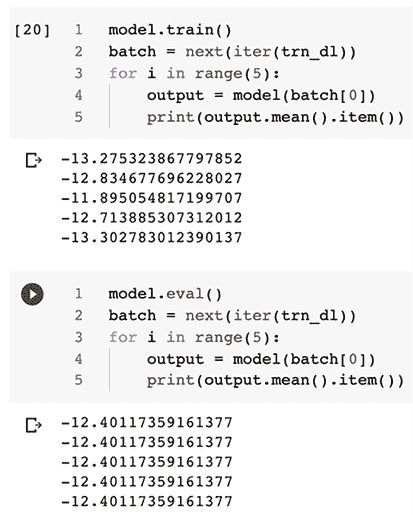 [20] 1 model.train()
2 batch = next(iter(trn_dl))
3 for i in range(5):
4 output = model(batch[0])
5 print(output.mean().item())
-13.275323867797852
-12.834677696228027
-11.895054817199707
-12.713885307312012
-13.302783012390137
1 model.eval()
2 batch = next(iter(trn_dl))
3 for i in range(5):
4 output = model(batch[0])
5 print(output.mean().item())
-12.40117359161377
-12.40117359161377
-12.40117359161377
-12.40117359161377
-12.40117359161377